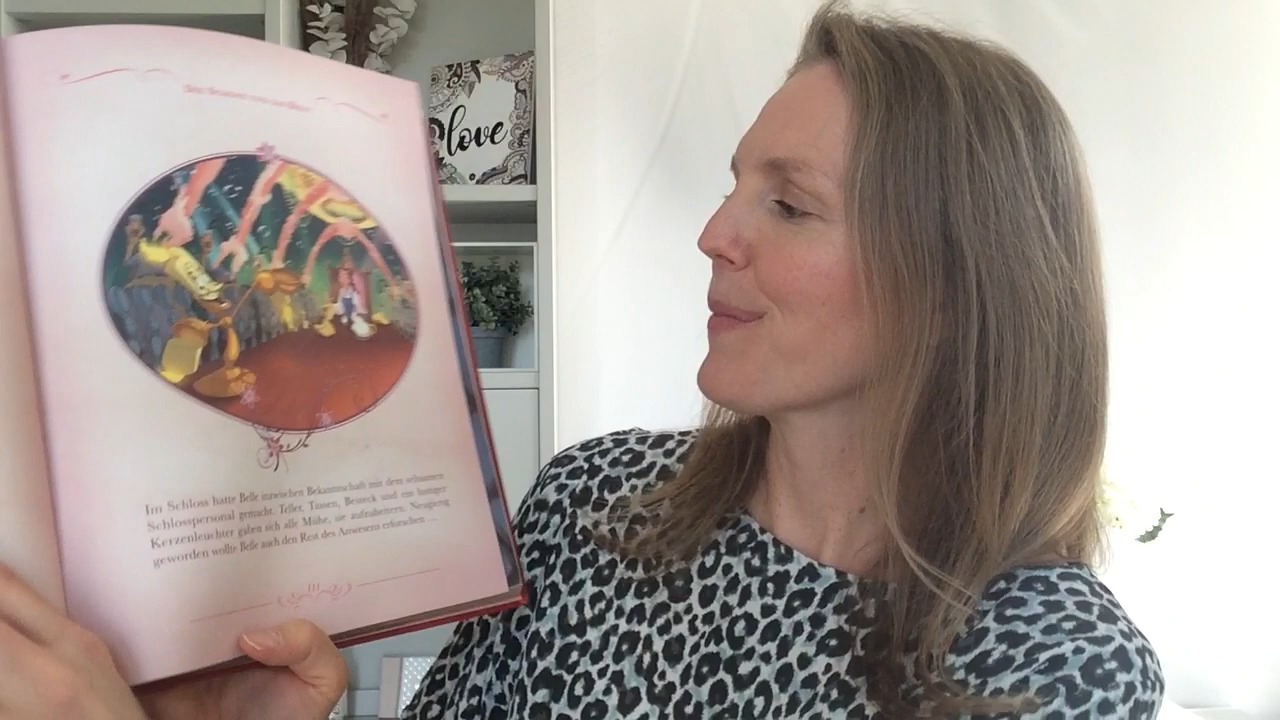 love
Im Schloss hatte Belle inzwischen Bekanntschaft mit dem seltsamen
Schlosspersonal gemacht. Teller, Tassen, Besteck und ein lustiger
Kerzenleuchter gaben sich alle Mühe, sie aufzuheitern. Neugierig
geworden wollte Belle auch den Rest des Anwesens erforschen ...
111